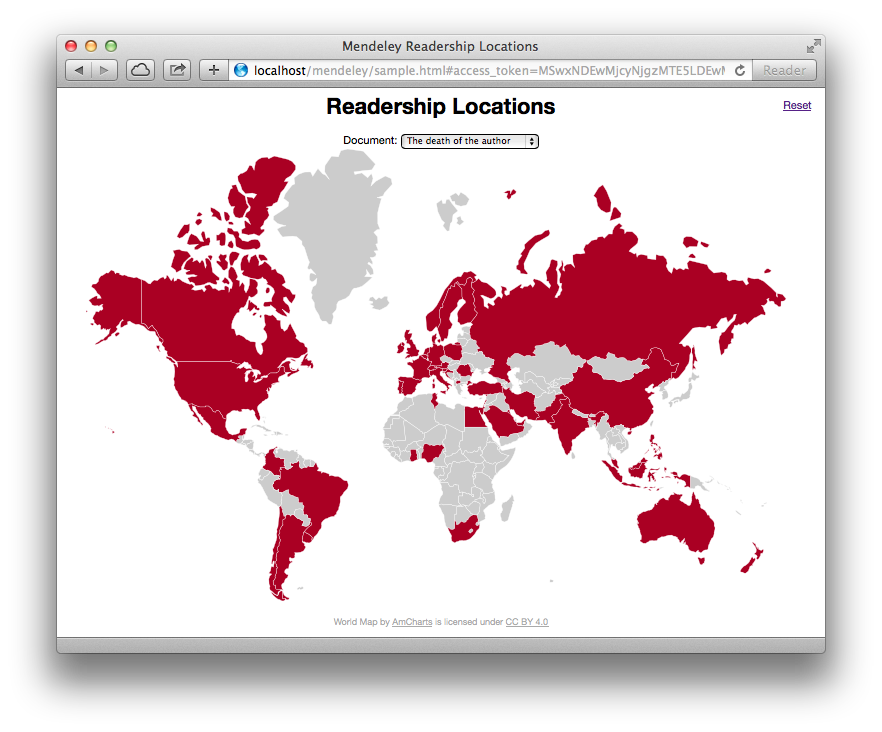 Mendeley Readership Locations
localhost/mendeley/sample.html#access_token=MSwxNDEwMjcyNjgzMTE5LDEwM
Reader
Readership Locations
Reset
Document: The death of the author
World Map by AmCharts is licensed under CC BY 4.0